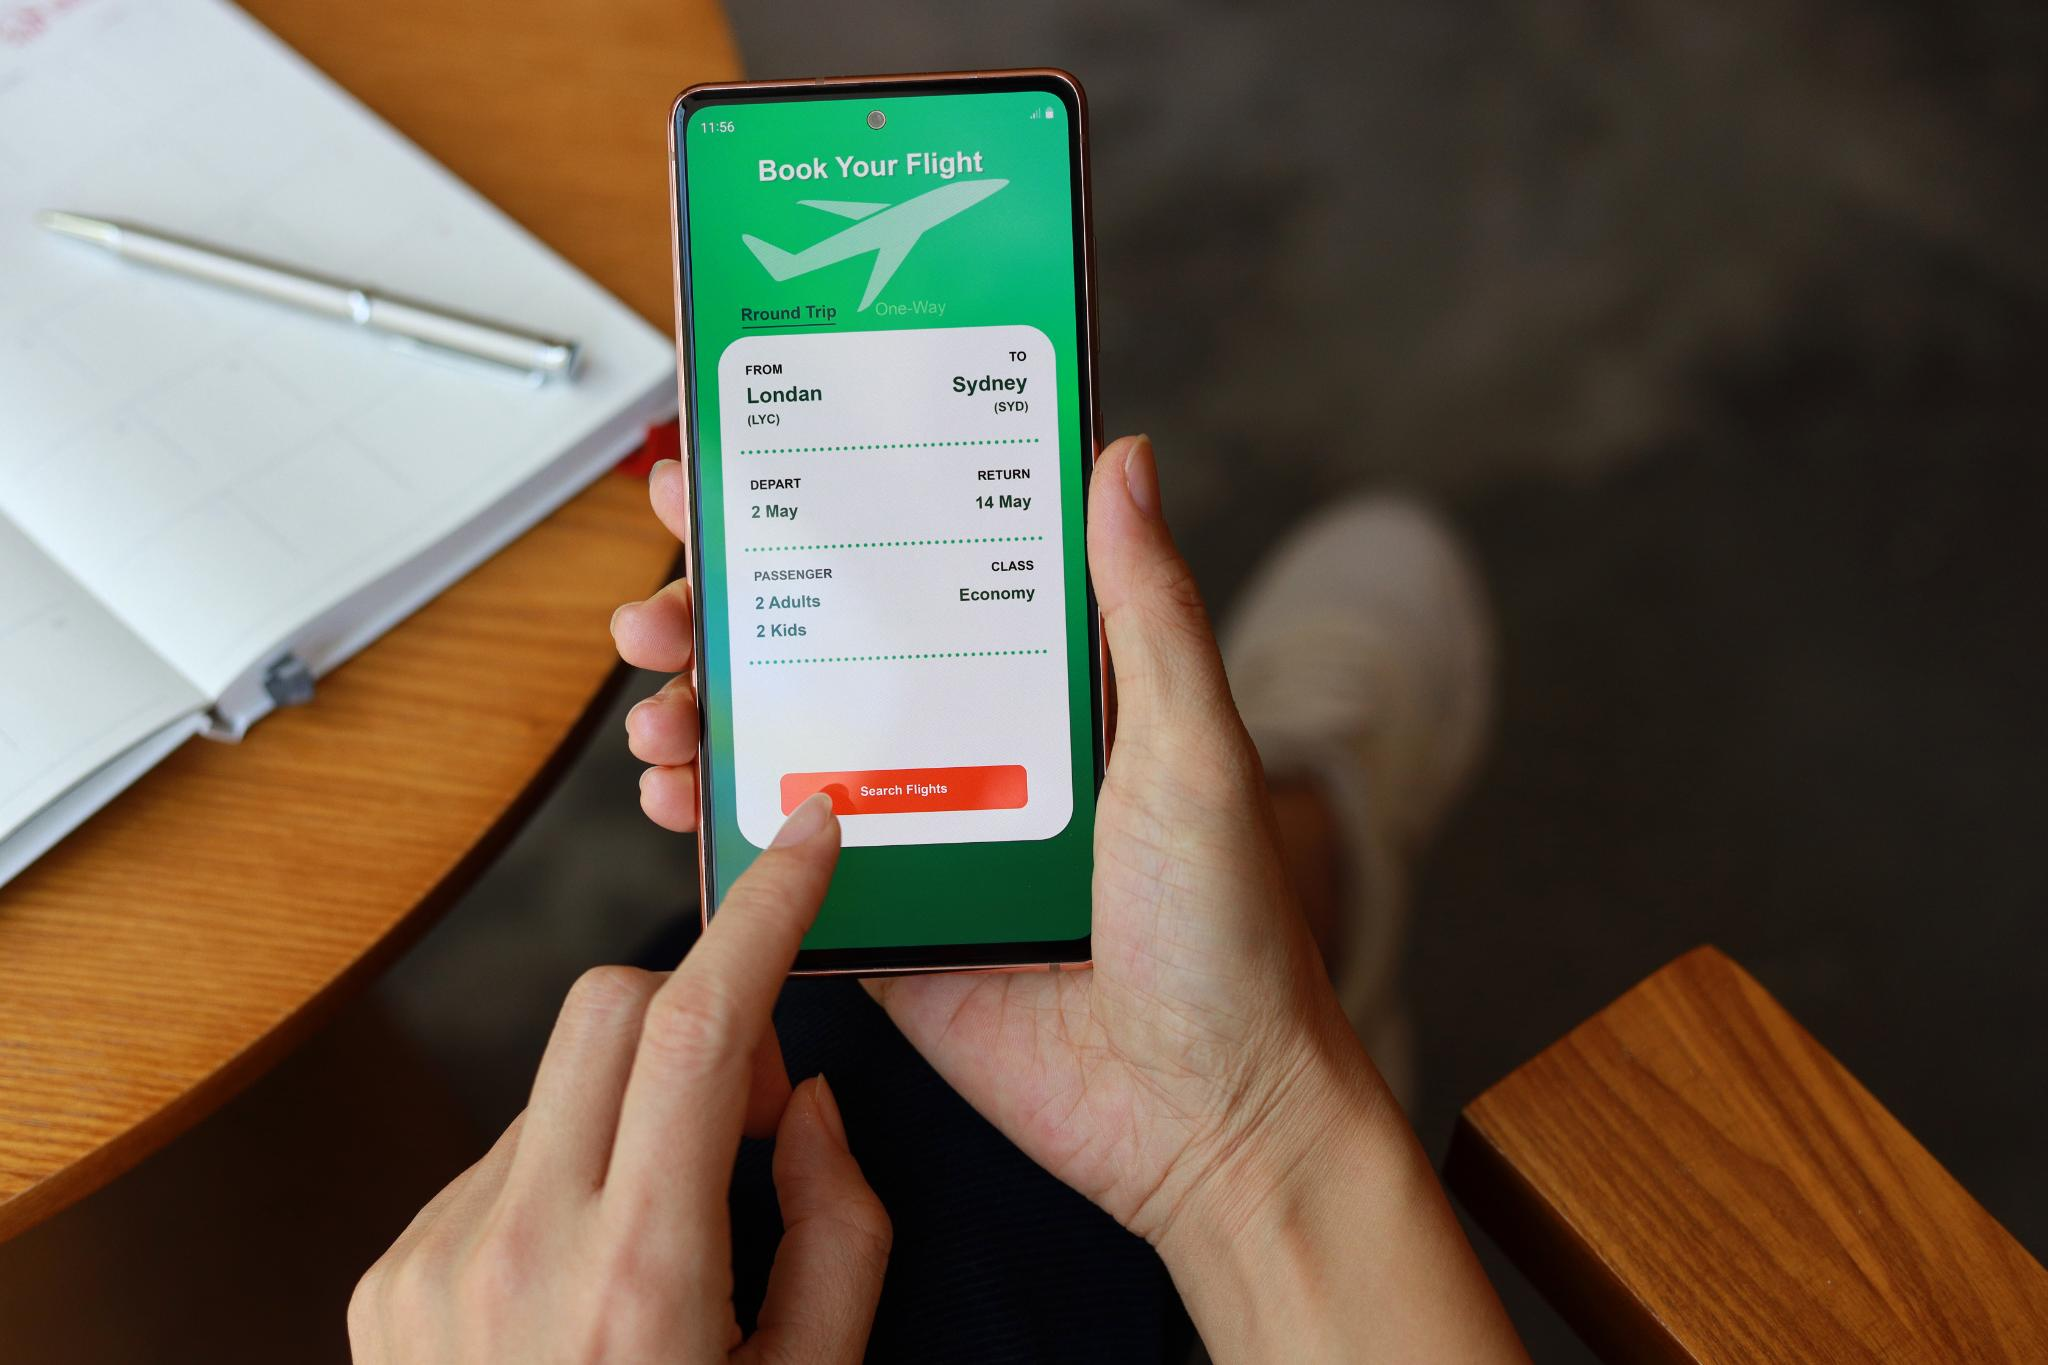 11:56
Book Your Flight
Rround Trip One-Way
FROM TO
Londan Sydney
(LYC) (SYD)
DEPART RETURN
2 May 14 May
PASSENGER CLASS
2 Adults Economy
2 Kids
Search Flights